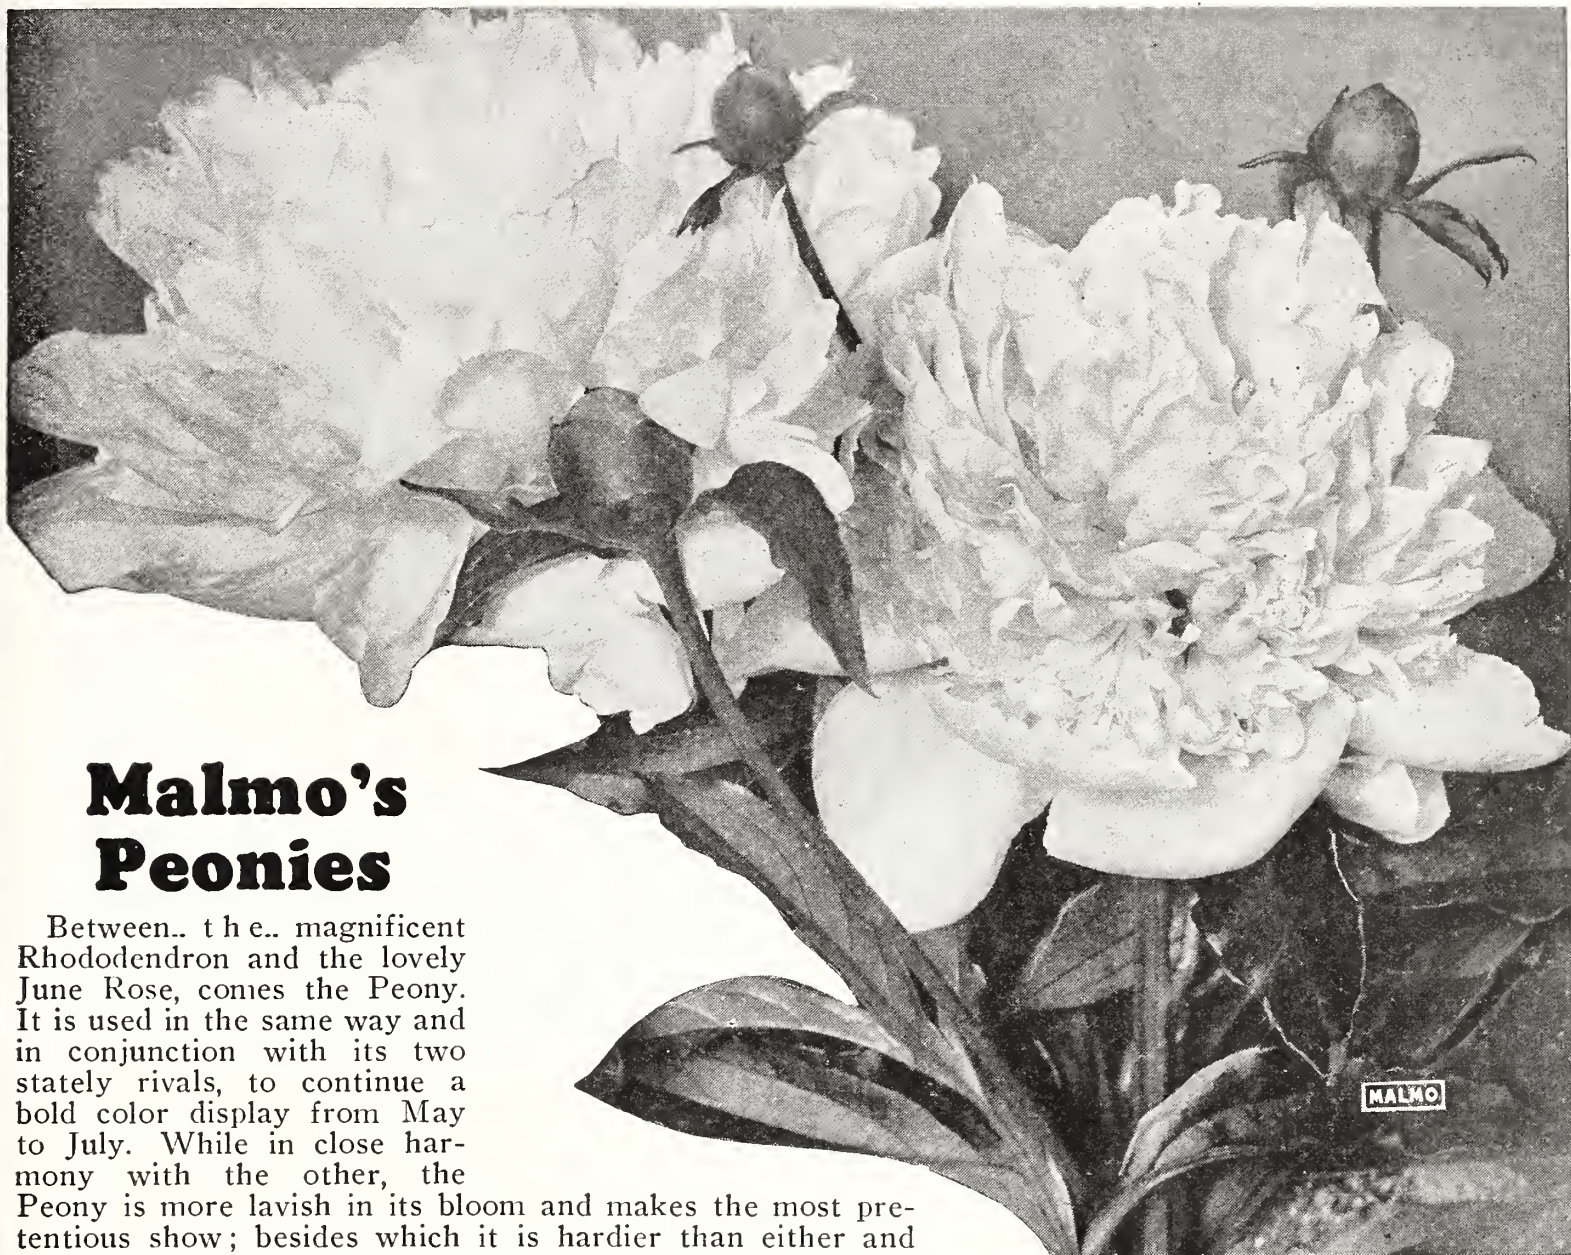 Malmo's
Peonies
Between.. t h e.. magnificent
Rhododendron and the lovely
June Rose, comes the Peony.
It is used in the same way and
in conjunction with its two
stately rivals, to continue a
bold color display from May
to July. While in close har-
mony with the other, the
Peony is more lavish in its bloom and makes the most pre-
tentious show; besides which it is hardier than either and
MALMO